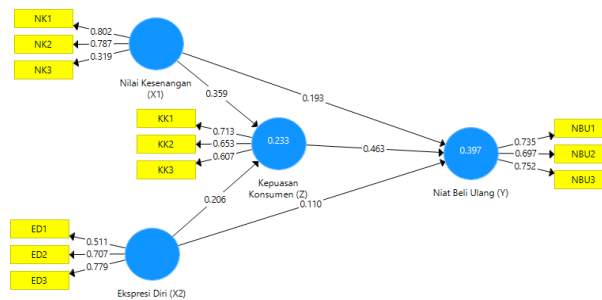 NK1
0.802
NK2
0.787
NK3
0.319
Nilai Kesenangan
(X1)
0.359
0.193
KK1
0.713
KK2
0.653
KK3
0.607
0.233
Kepuasan
Konsumen (Z)
0.463
0.397
Niat Beli Ulang (Y)
0.735
NBU1
0.697
NBU2
0.752
NBU3
0.206
0.110
ED1
0.511
ED2
0.707
ED3
0.779
Ekspresi Diri (X2)